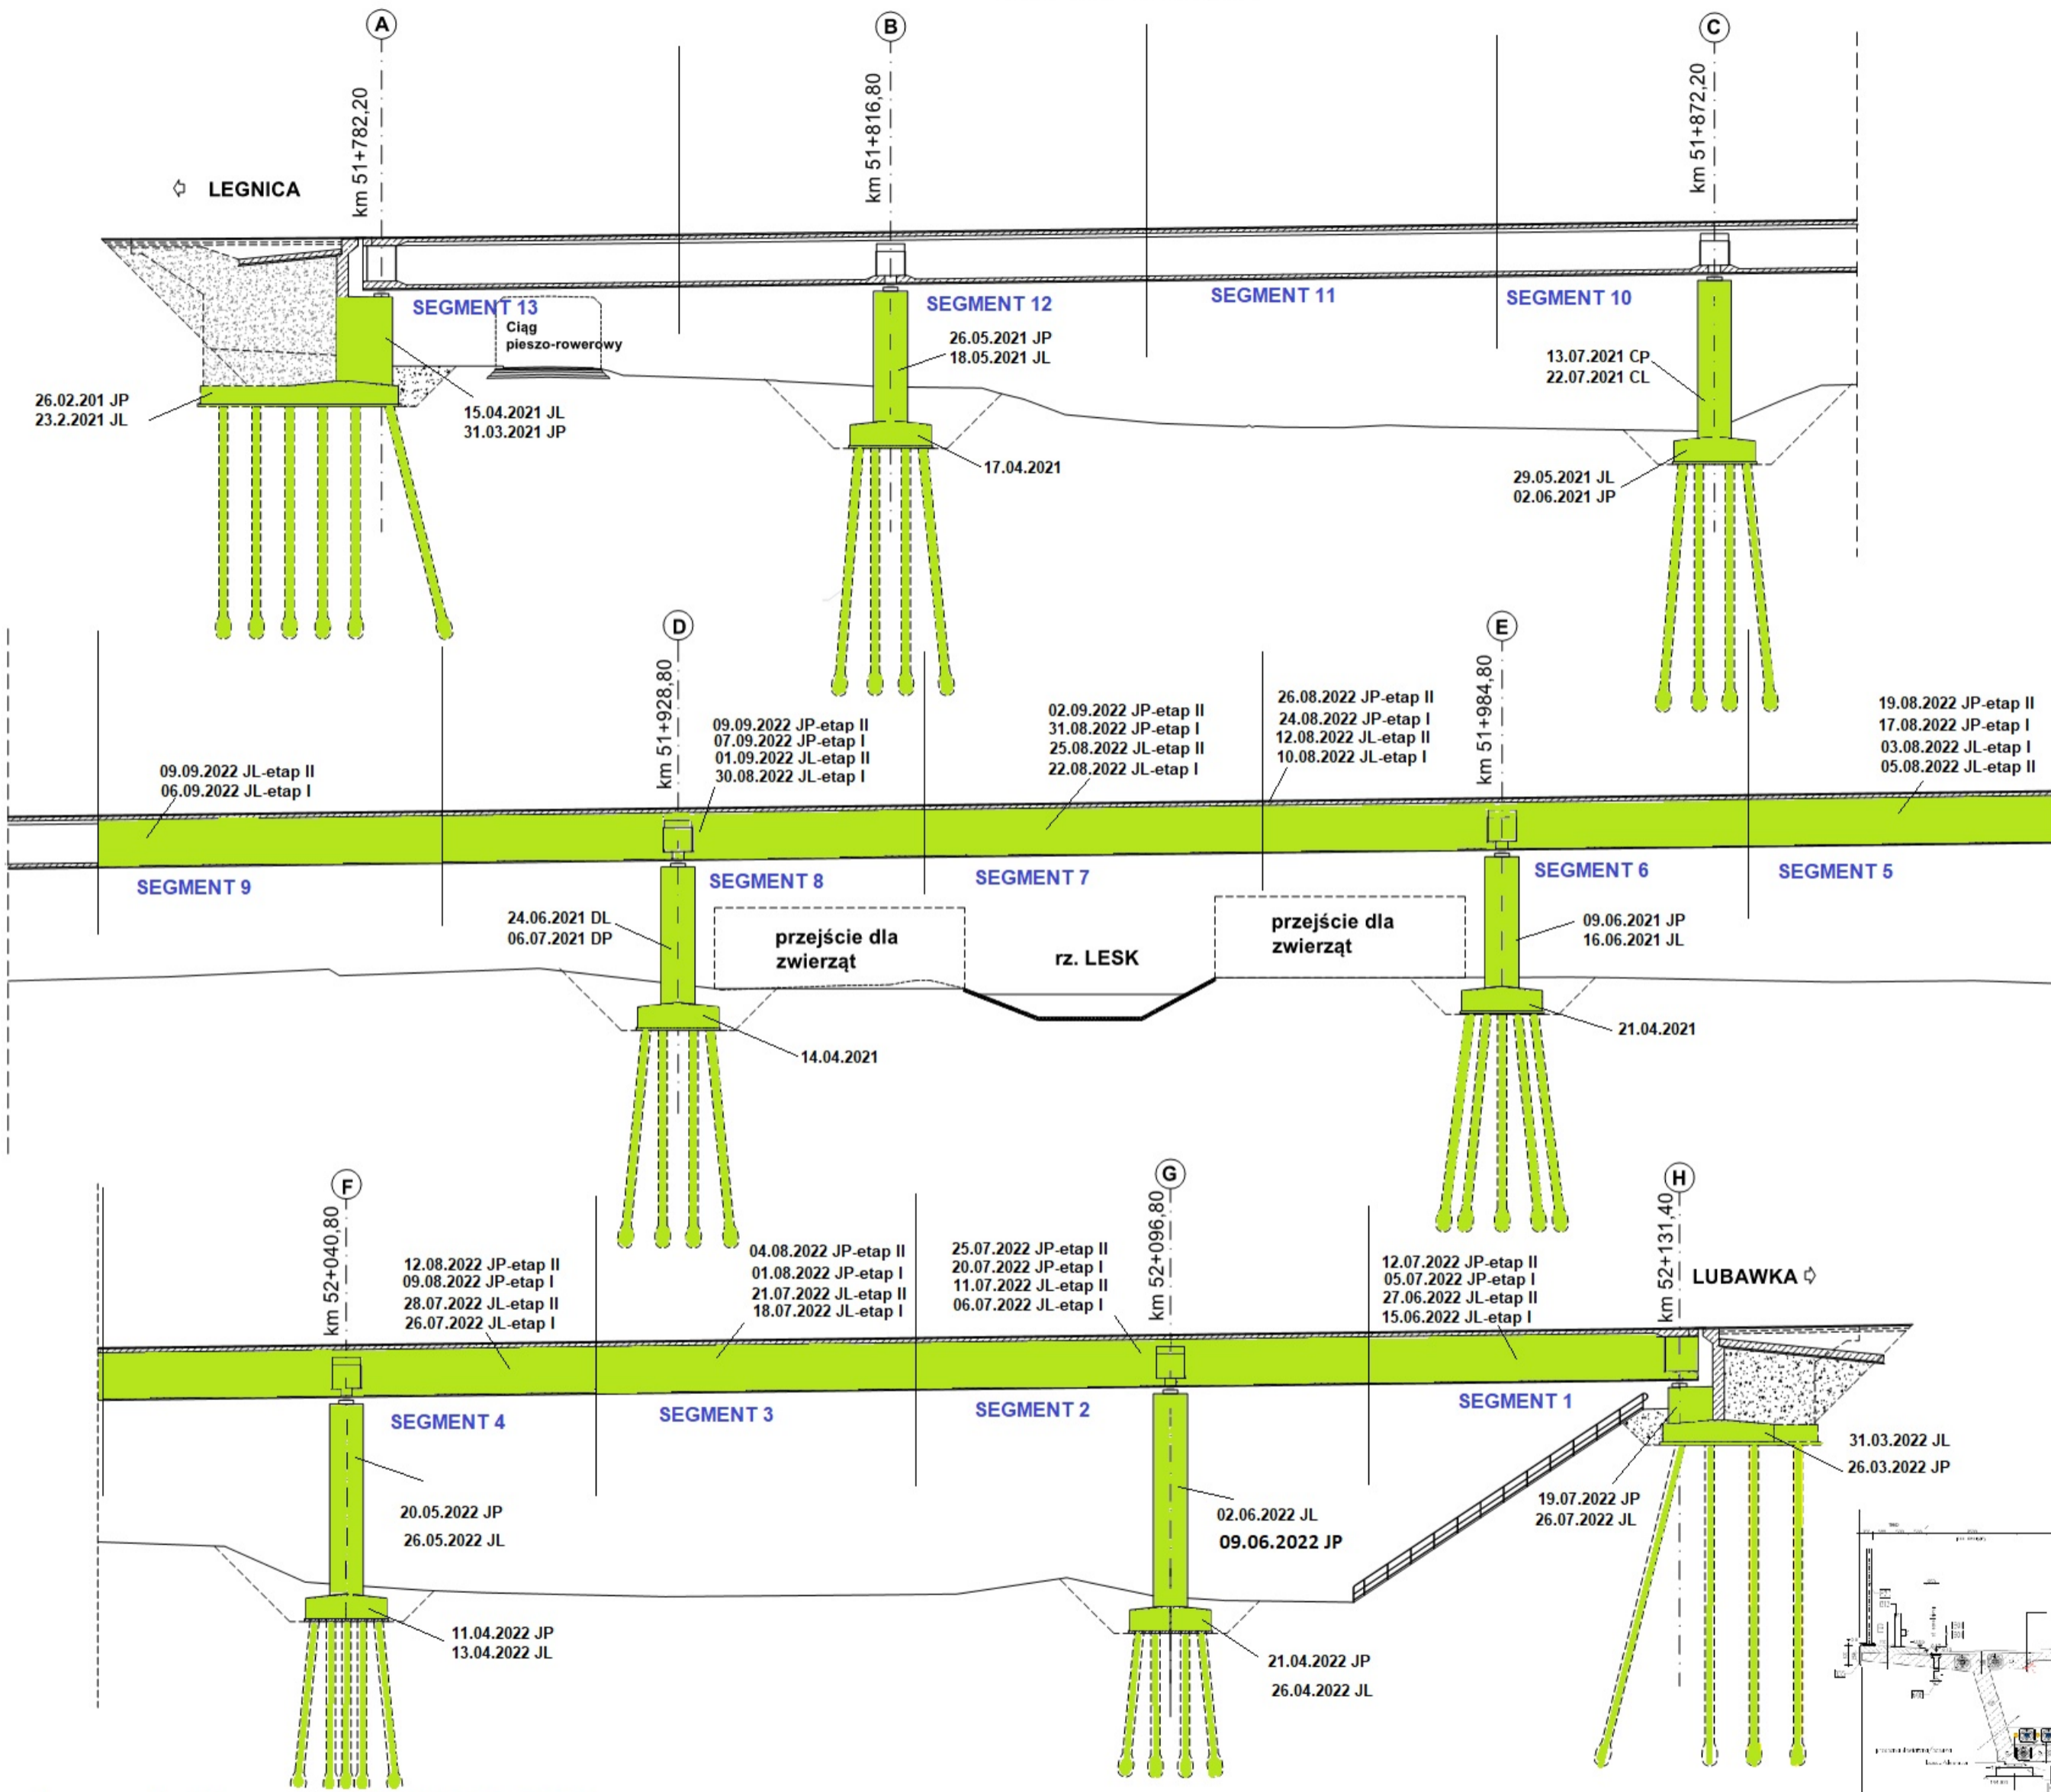 A
B
C
km 51+782,20
km 51+816,80
km 51+872,20
LEGNICA
SEGMENT 13
SEGMENT 12
SEGMENT 11
SEGMENT 10
Ciąg
pieszo-rowerowy
26.05.2021 JP
18.05.2021 JL
13.07.2021 CP
22.07.2021 CL
26.02.201 JP
23.2.2021 JL
15.04.2021 JL
31.03.2021 JP
17.04.2021
29.05.2021 JL
02.06.2021 JP
D
E
km 51+928,80
km 51+984,80
09.09.2022 JL-etap II
06.09.2022 JL-etap I
09.09.2022 JP-etap II
07.09.2022 JP-etap I
01.09.2022 JL-etap II
30.08.2022 JL-etap I
02.09.2022 JP-etap II
31.08.2022 JP-etap I
25.08.2022 JL-etap II
22.08.2022 JL-etap I
26.08.2022 JP-etap II
24.08.2022 JP-etap I
12.08.2022 JL-etap II
10.08.2022 JL-etap I
19.08.2022 JP-etap II
17.08.2022 JP-etap I
03.08.2022 JL-etap I
05.08.2022 JL-etap II
SEGMENT 9
SEGMENT 8
SEGMENT 7
SEGMENT 6
SEGMENT 5
24.06.2021 DL
06.07.2021 DP
przejście dla
zwierząt
rz. LESK
przejście dla
zwierząt
09.06.2021 JP
16.06.2021 JL
14.04.2021
21.04.2021
F
G
H
km 52+040,80
km 52+096,80
km 52+131,40
LUBAWKA
12.08.2022 JP-etap II
09.08.2022 JP-etap I
28.07.2022 JL-etap II
26.07.2022 JL-etap I
04.08.2022 JP-etap II
01.08.2022 JP-etap I
21.07.2022 JL-etap II
18.07.2022 JL-etap I
25.07.2022 JP-etap II
20.07.2022 JP-etap I
11.07.2022 JL-etap II
06.07.2022 JL-etap I
12.07.2022 JP-etap II
05.07.2022 JP-etap I
27.06.2022 JL-etap II
15.06.2022 JL-etap I
SEGMENT 4
SEGMENT 3
SEGMENT 2
SEGMENT 1
20.05.2022 JP
26.05.2022 JL
02.06.2022 JL
09.06.2022 JP
31.03.2022 JL
26.03.2022 JP
19.07.2022 JP
26.07.2022 JL
11.04.2022 JP
13.04.2022 JL
21.04.2022 JP
26.04.2022 JL